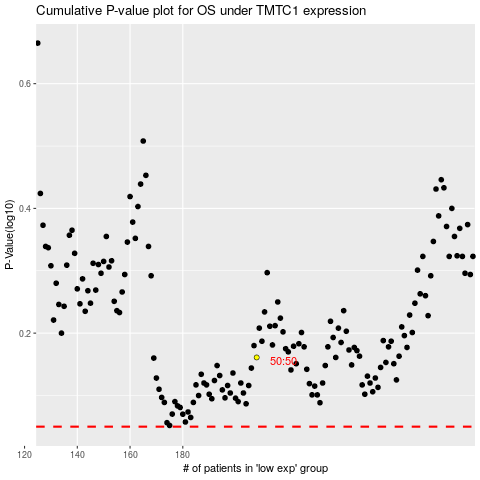 Cumulative P-value plot for OS under TMTC1 expression
P-Value(log10)
0.6
0.4
0.2
50:50
120 140 160 180
# of patients in 'low exp' group